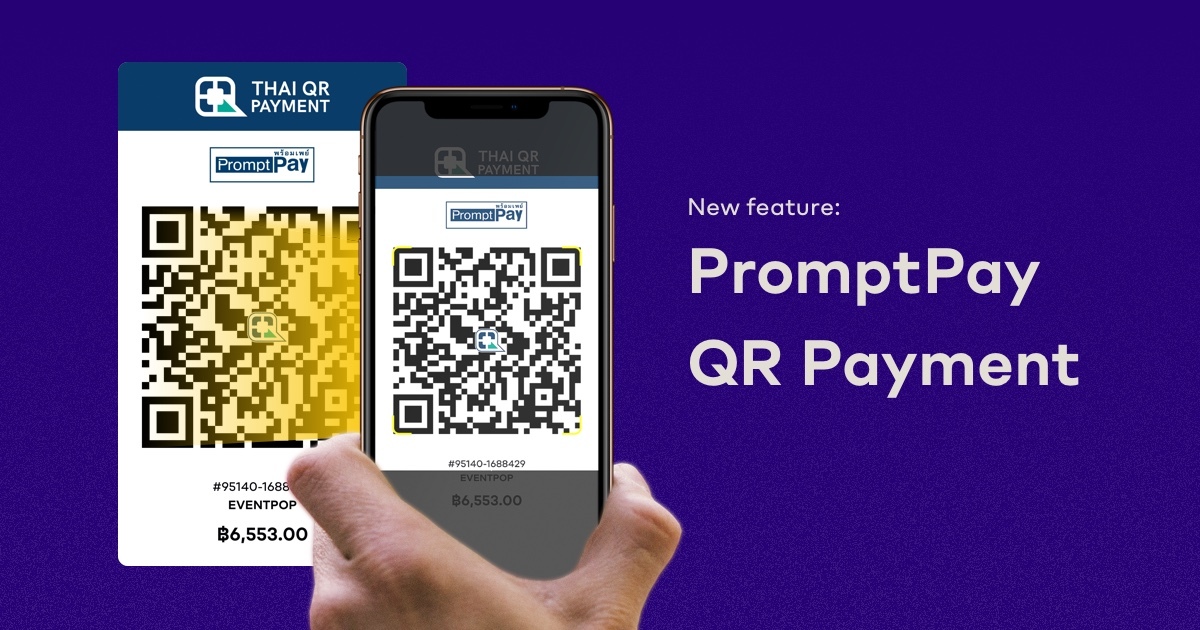 THAI QR
PAYMENT
พร้อมเพย์
PromptPay
#95140-1688
EVENTPOP
฿6,553.00
THAI QR
PAYMENT
พร้อมเพย์
PromptPay
#95140-1688429
EVENTPOP
฿6,553.00
New feature:
PromptPay
QR Payment